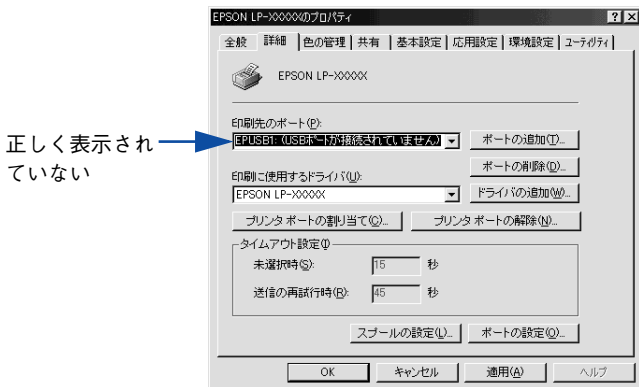 EPSON LP-XXXXXのプロパティ
全般 詳細 色の管理 共有 基本設定 応用設定 環境設定 ユーティリティ
EPSON LP-XXXXX
印刷先のポート(P):
EPUSB1: (USBポートが接続されていません) ポートの追加(T)...
正しく表示され
ていない
ポートの削除(D)...
印刷に使用するドライバ(U):
EPSON LP-XXXXX ドライバの追加(W)...
プリンタ ポートの割り当て(C)... プリンタ ポートの解除(N)...
タイムアウト設定(I)
未選択時(S): 15 秒
送信の再試行時(R): 45 秒
スプールの設定(L)... ポートの設定(O)...
OK キャンセル 適用(A) ヘルプ